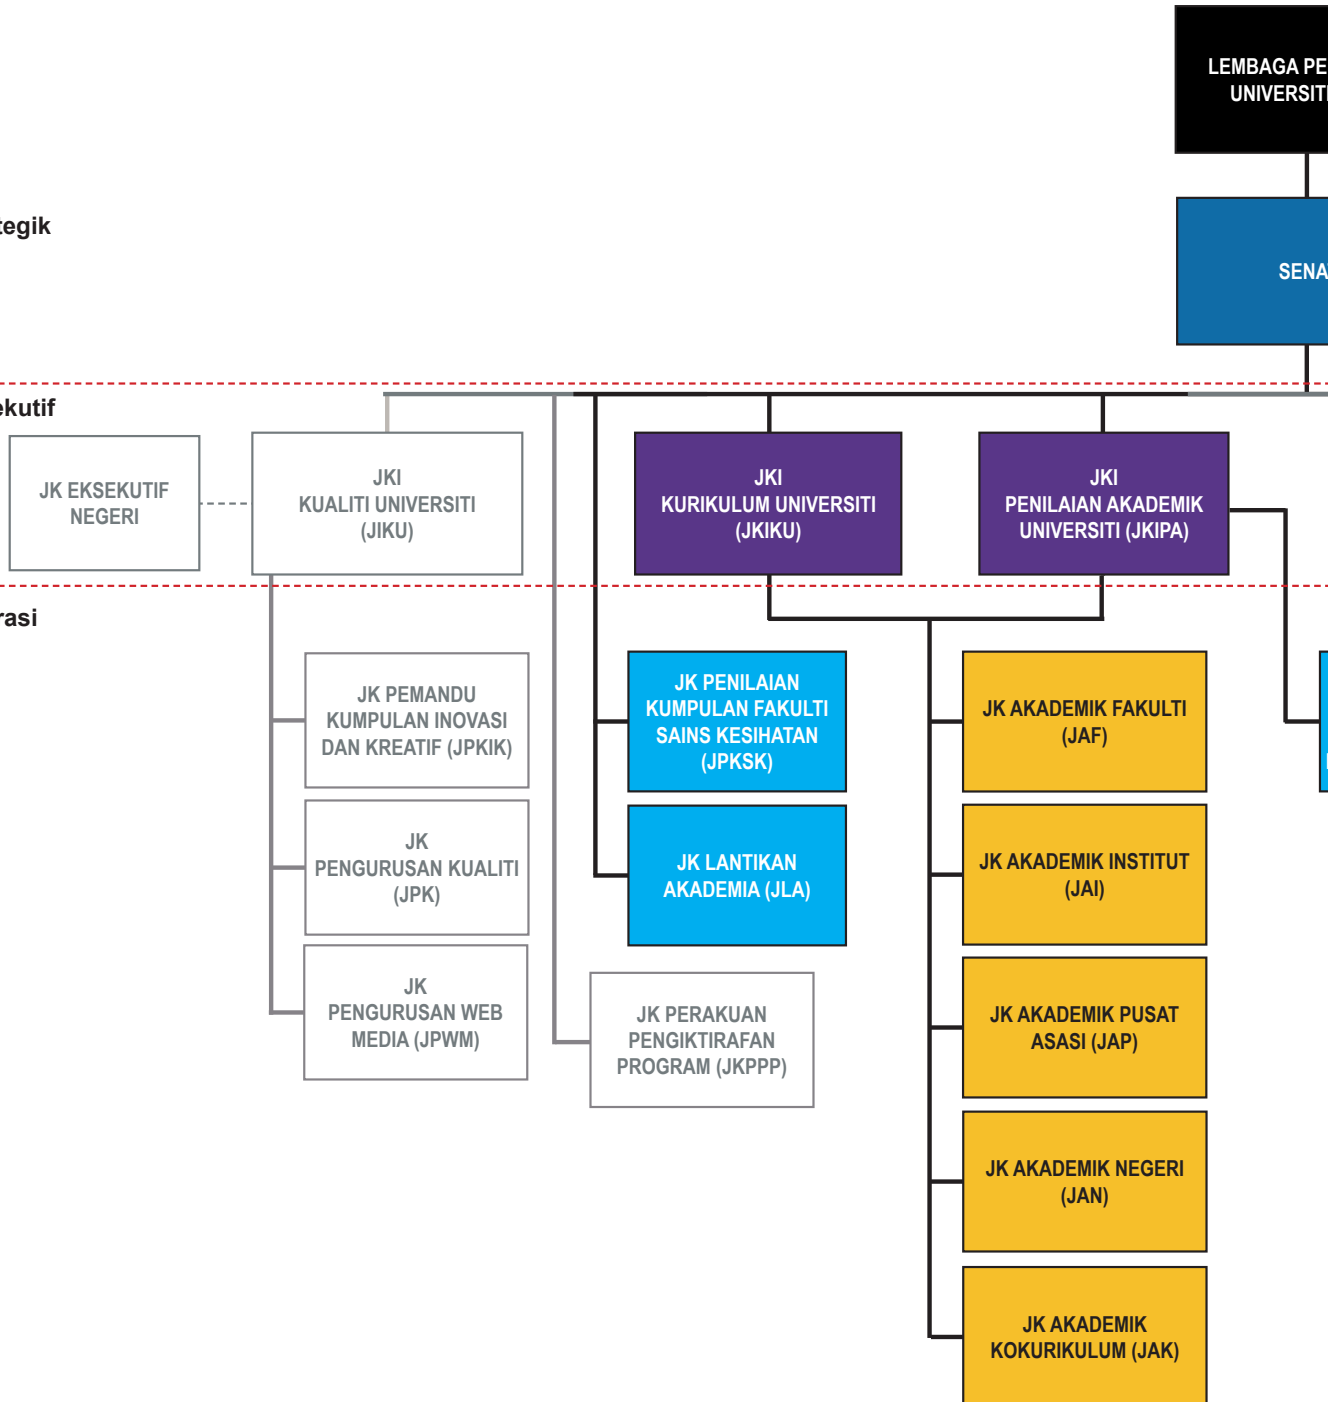 LEMBAGA PE
UNIVERSITI
tegik
SENA
ekutif
JK EKSEKUTIF
NEGERI
JKI
KUALITI UNIVERSITI
(JIKU)
JKI
KURIKULUM UNIVERSITI
(JKIKU)
JKI
PENILAIAN AKADEMIK
UNIVERSITI (JKIPA)
rasi
JK PEMANDU
KUMPULAN INOVASI
DAN KREATIF (JPKIK)
JK PENILAIAN
KUMPULAN FAKULTI
SAINS KESIHATAN
(JPKSK)
JK AKADEMIK FAKULTI
(JAF)
JK
PENGURUSAN KUALITI
(JPK)
JK LANTIKAN
AKADEMIA (JLA)
JK AKADEMIK INSTITUT
(JAI)
JK
PENGURUSAN WEB
MEDIA (JPWM)
JK PERAKUAN
PENGIKTIRAFAN
PROGRAM (JKPPP)
JK AKADEMIK PUSAT
ASASI (JAP)
JK AKADEMIK NEGERI
(JAN)
JK AKADEMIK
KOKURIKULUM (JAK)